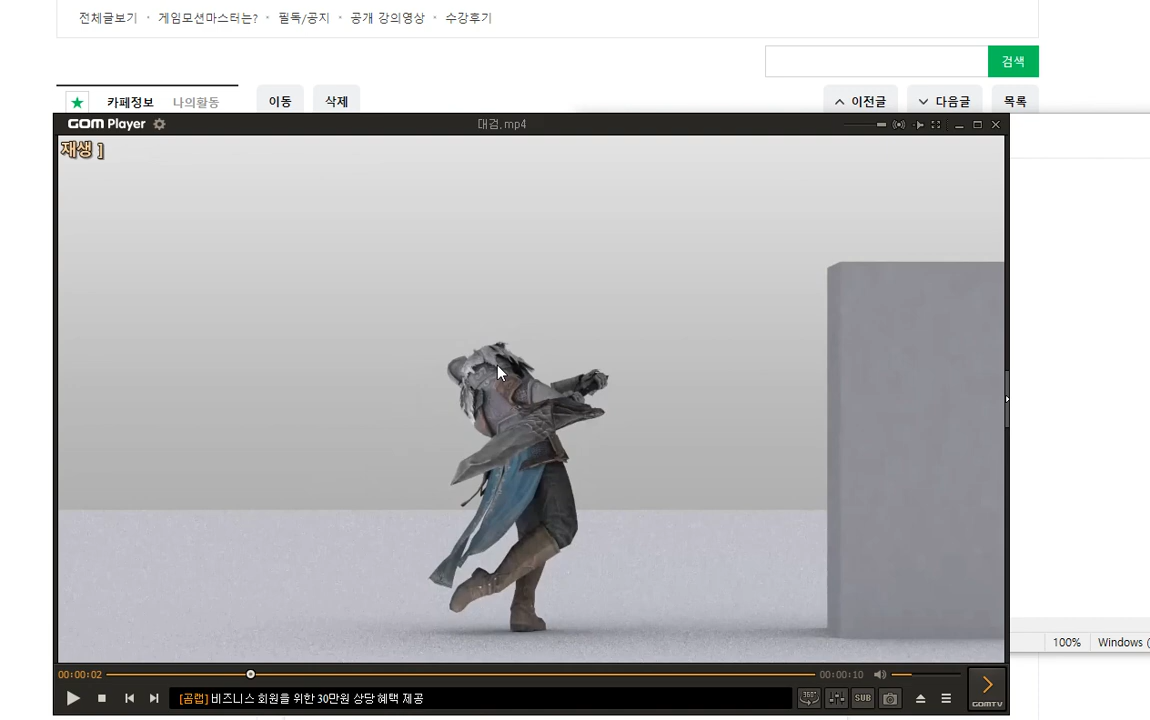 전체글보기 · 게임모션마스터는? · 필독/공지 · 공개 강의영상 · 수강후기
검색
카페정보 나의활동 이동 삭제 이전글 다음글 목록
GOM Player 대검.mp4
재생 ]
100% Windows (
00:00:02 00:00:10
[곰랩] 비즈니스 회원을 위한 30만원 상당 혜택 제공 360° SUB GOMTV